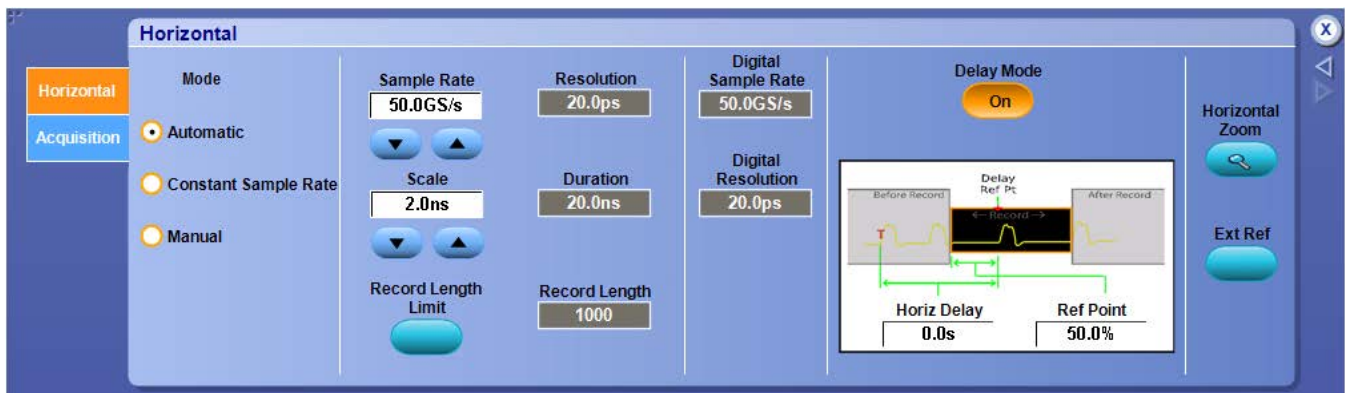 Horizontal
X
Horizontal
Acquisition
Mode
Automatic
Constant Sample Rate
Manual
Sample Rate
50.0GS/s
Scale
2.0ns
Record Length
Limit
Resolution
20.0ps
Duration
20.0ns
Record Length
1000
Digital
Sample Rate
50.0GS/s
Digital
Resolution
20.0ps
Delay Mode
On
Delay
Ref Pt
Before Record
Record
After Record
T
Horiz Delay
0.0s
Ref Point
50.0%
Horizontal
Zoom
Ext Ref